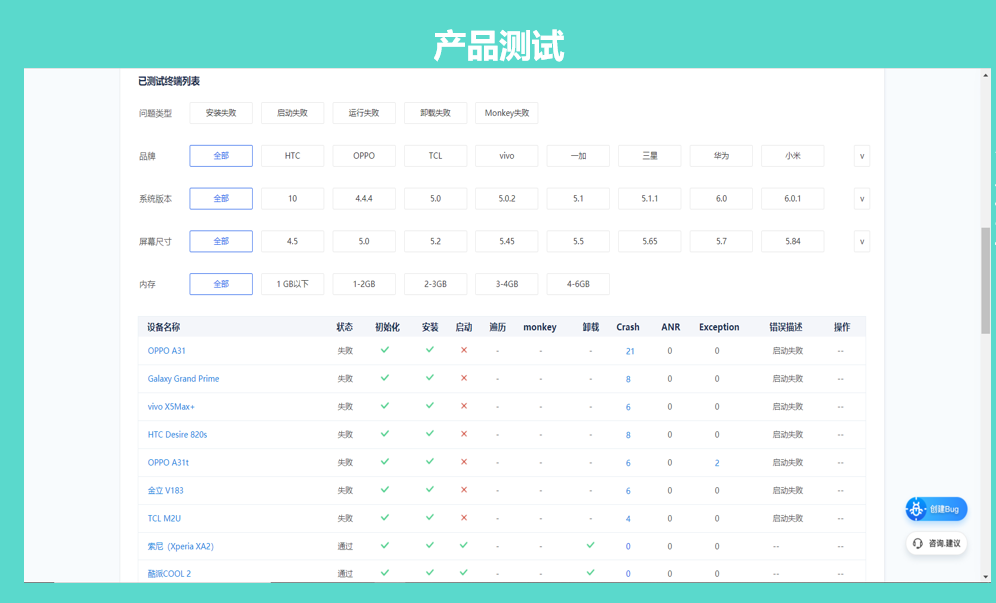 产品测试
已测试终端列表
问题类型 安装失败 启动失败 运行失败 卸载失败 Monkey失败
品牌 全部 HTC OPPO TCL vivo 一加 三星 华为 小米 v
系统版本 全部 10 4.4.4 5.0 5.0.2 5.1 5.1.1 6.0 6.0.1 v
屏幕尺寸 全部 4.5 5.0 5.2 5.45 5.5 5.65 5.7 5.84 v
内存 全部 1 GB以下 1-2GB 2-3GB 3-4GB 4-6GB
设备名称 状态 初始化 安装 启动 遍历 monkey 卸载 Crash ANR Exception 错误描述 操作
OPPO A31 失败 - - - 21 0 0 启动失败 --
Galaxy Grand Prime 失败 - - - 8 0 0 启动失败 --
vivo X5Max+ 失败 - - - 6 0 0 启动失败 --
HTC Desire 820s 失败 - - - 8 0 0 启动失败 --
OPPO A31t 失败 - - - 6 0 2 启动失败 --
金立 V183 失败 - - - 6 0 0 启动失败 --
TCL M2U 失败 - - - 4 0 0 启动失败 --
索尼 (Xperia XA2) 通过 - - 0 0 0 -- --
酷派COOL 2 通过 - - 0 0 0 -- --
创建Bug
咨询.建议